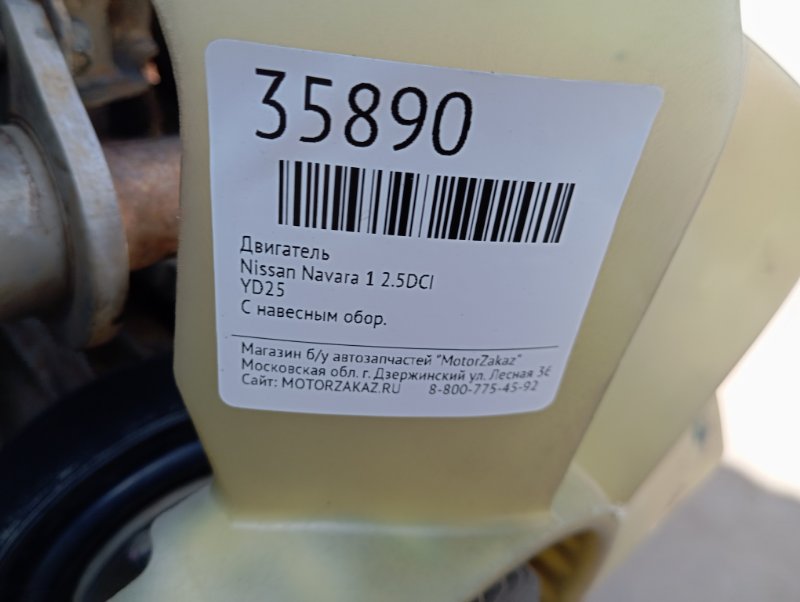 35890
Двигатель
Nissan Navara 1 2.5DCI
YD25
С навесным обор.
Магазин б/у автозапчастей "MotorZakaz"
Московская обл. г. Дзержинский ул. Лесная 3Е
Сайт: MOTORZAKAZ.RU 8-800-775-45-92